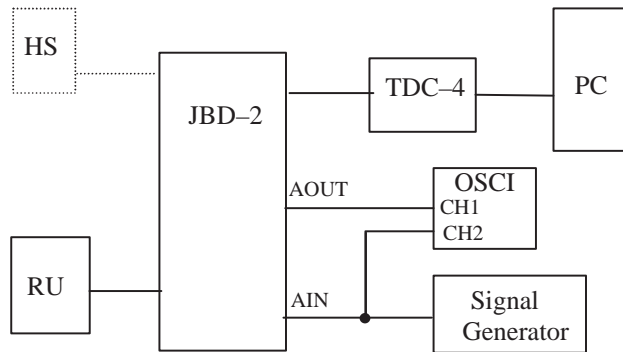 HS
JBD–2
TDC–4
PC
AOUT
OSCI
CH1
CH2
RU
AIN
Signal
Generator